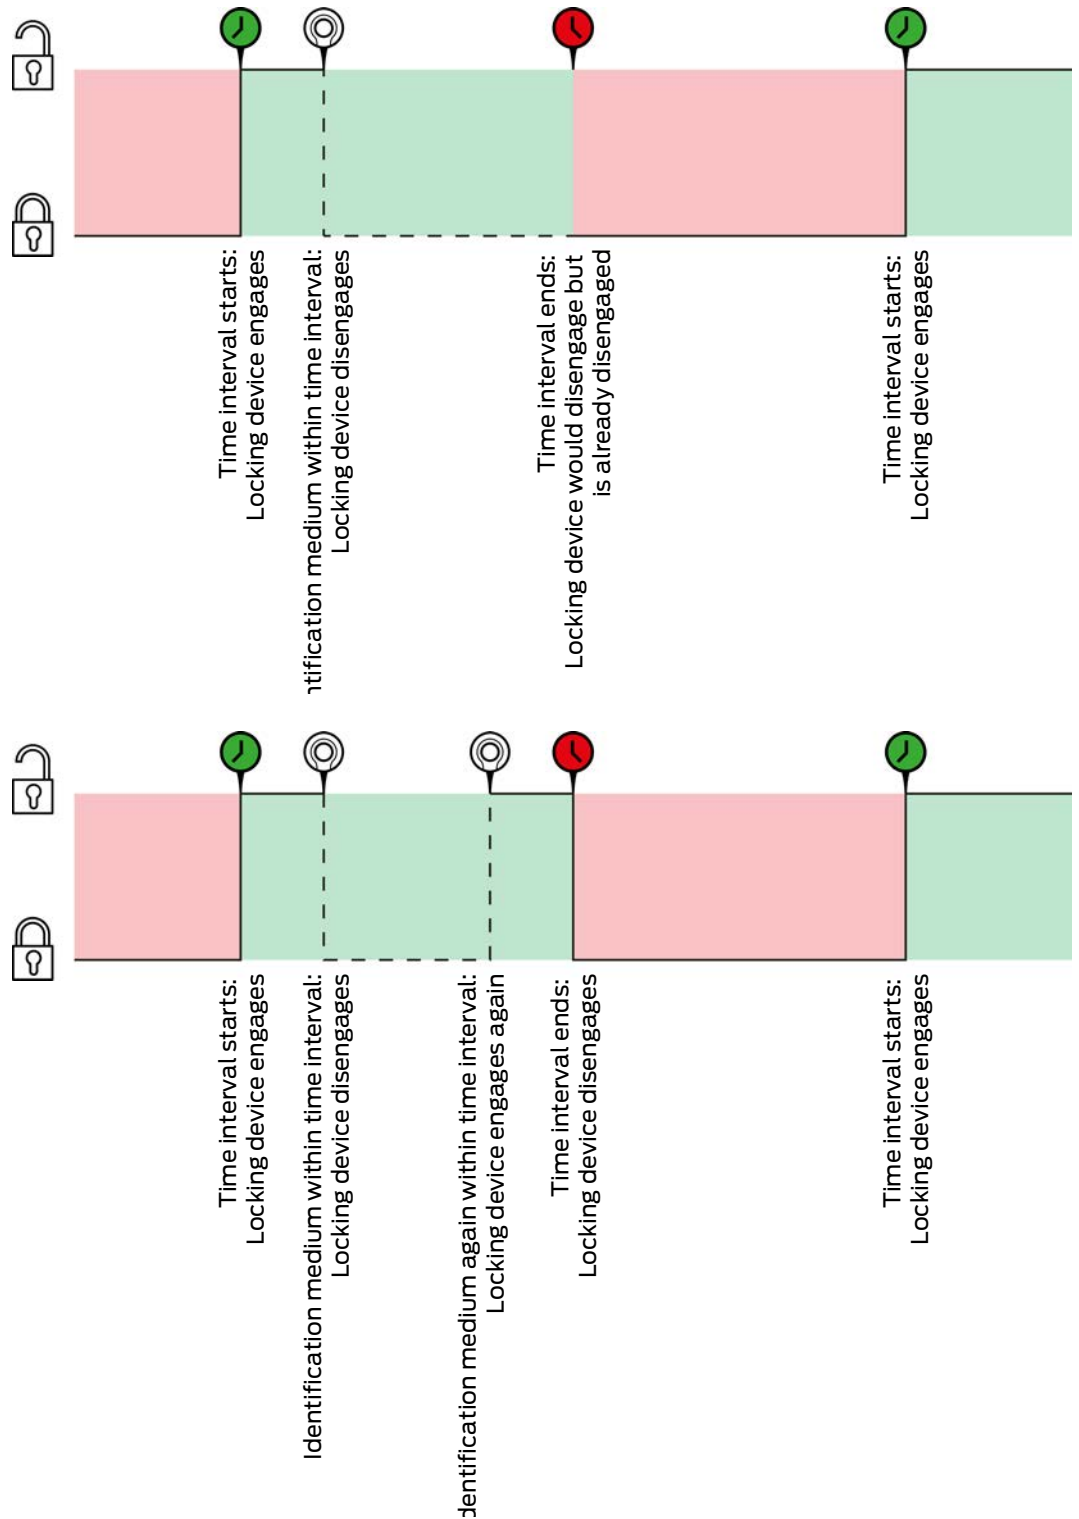 Time interval starts:
Locking device engages
medium within time interval:
Locking device disengages
Time interval ends:
Locking device would disengage but
is already disengaged
Time interval starts:
Locking device engages
Time interval starts:
Locking device engages
Identification medium within time interval:
Locking device disengages
medium again within time interval:
Locking device engages again
Time interval ends:
Locking device disengages
Time interval starts:
Locking device engages